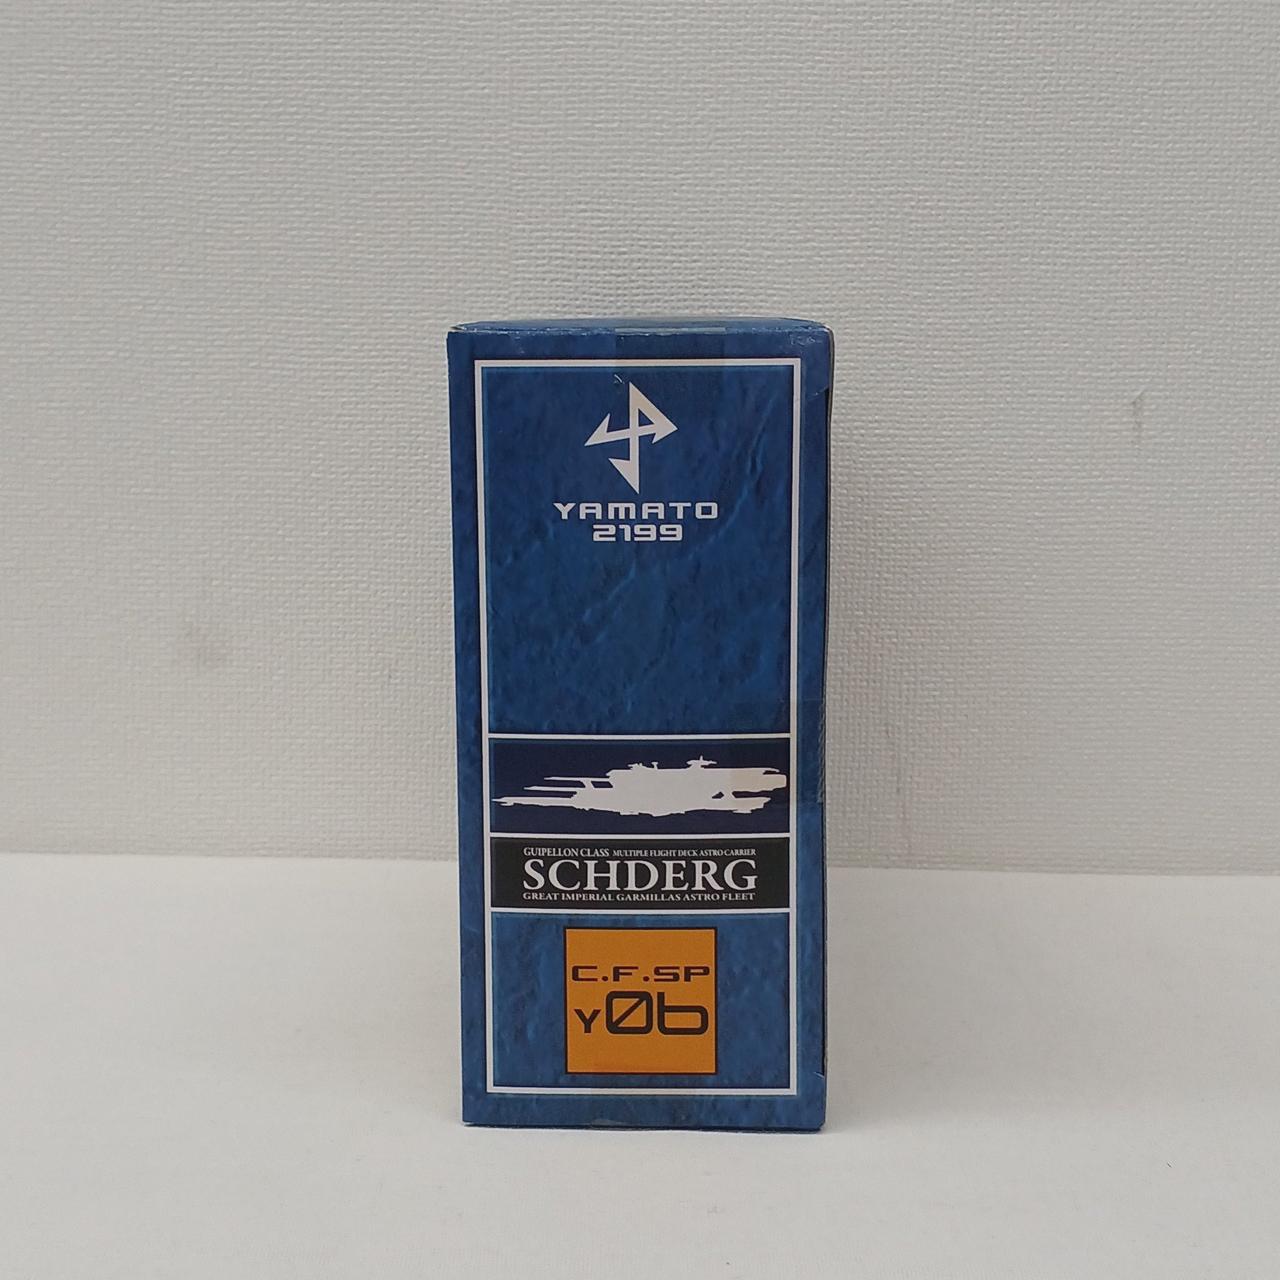 YAMATO
2199
GUIPELLON CLASS MULTIPLE FLIGHT DECK ASTRO CARRIER
SCHDERG
GREAT IMPERIAL GARMILLAS ASTRO FLEET
C.F.SP
Y06